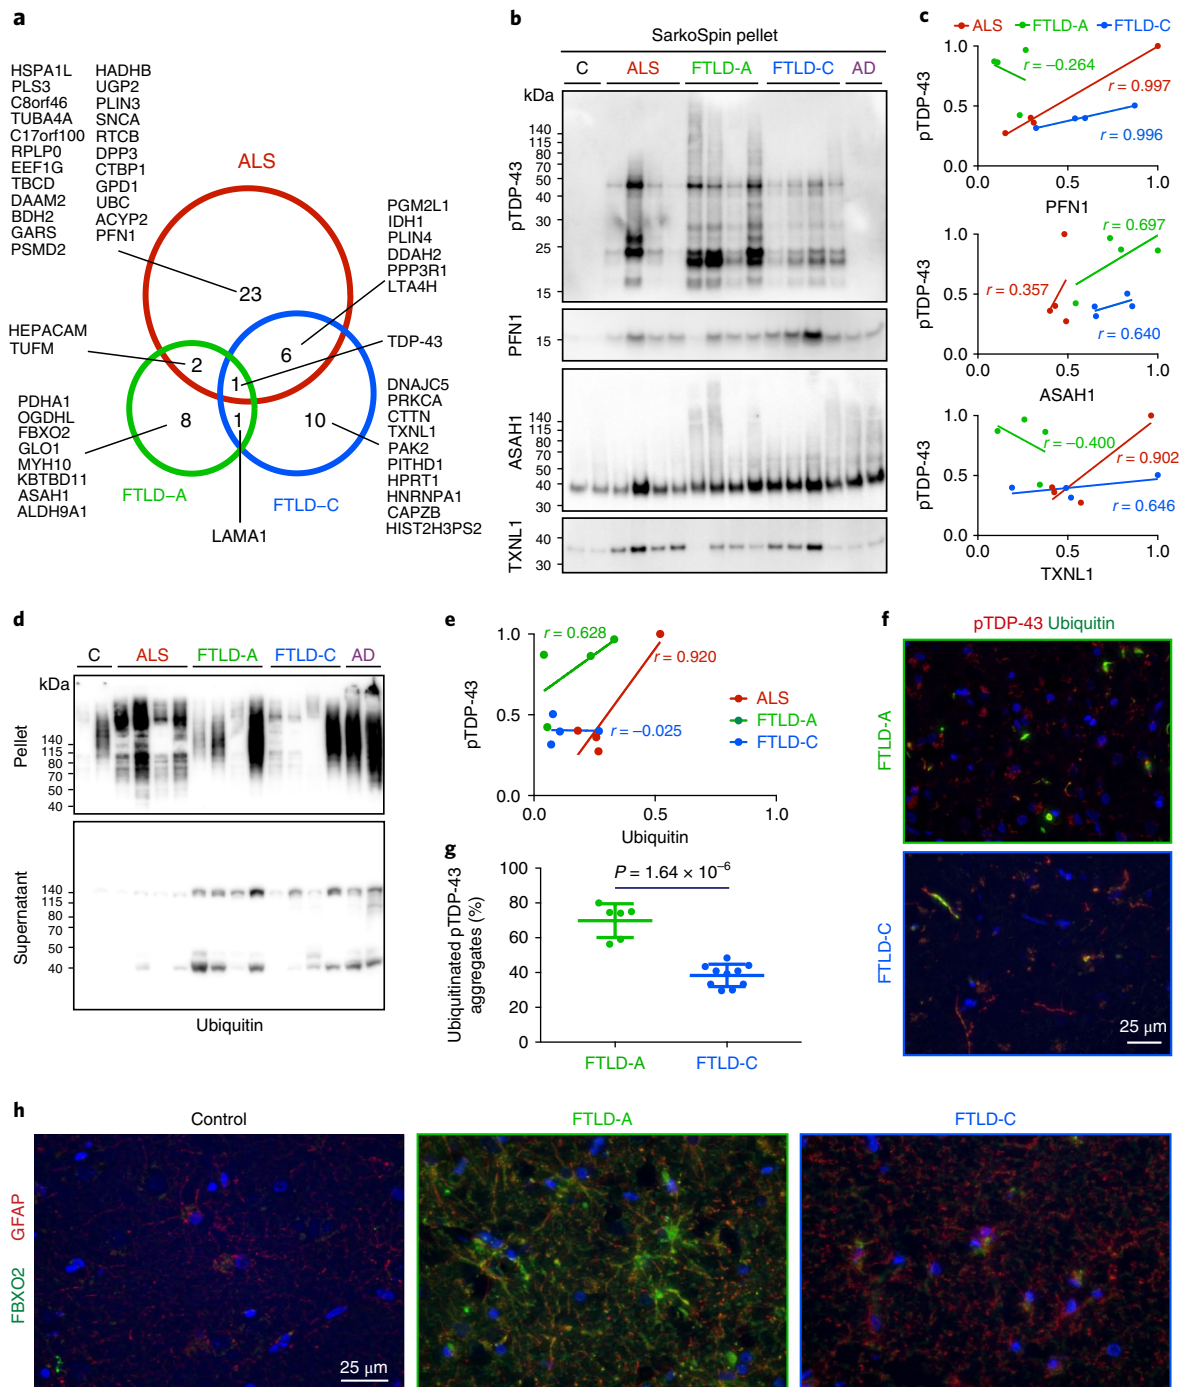 a
HSPA1L
PLS3
C8orf46
TUBA4A
C17orf100
RPLP0
EEF1G
TBCD
DAAM2
BDH2
GARS
PSMD2
HADHB
UGP2
PLIN3
SNCA
RTCB
DPP3
CTBP1
GPD1
UBC
ACYP2
PFN1
ALS
PGM2L1
IDH1
PLIN4
DDAH2
PPP3R1
LTA4H
23
HEPACAM
TUFM
2
6
1
TDP-43
PDHA1
OGDHL
FBXO2
GLO1
MYH10
KBTBD11
ASAH1
ALDH9A1
8
1
10
DNAJC5
PRKCA
CTTN
TXNL1
PAK2
PITHD1
HPRT1
HNRNPA1
CAPZB
HIST2H3PS2
FTLD–A
FTLD–C
LAMA1
b
SarkoSpin pellet
C ALS FTLD-A FTLD-C AD
kDa
pTDP-43
140
115
80
70
50
40
30
25
15
PFN1
15
ASAH1
140
115
80
70
50
40
30
TXNL1
40
30
c
ALS FTLD-A FTLD-C
pTDP-43
1.0
0.5
0.0
r = –0.264
r = 0.997
r = 0.996
0.0 0.5 1.0
PFN1
pTDP-43
1.0
0.5
0.0
r = 0.697
r = 0.357
r = 0.640
0.0 0.5 1.0
ASAH1
pTDP-43
1.0
0.5
0.0
r = –0.400
r = 0.902
r = 0.646
0.0 0.5 1.0
TXNL1
d
C ALS FTLD-A FTLD-C AD
kDa
Pellet
140
115
80
70
50
40
Supernatant
140
115
80
70
50
40
Ubiquitin
e
pTDP-43
1.0
0.5
0.0
r = 0.628
r = 0.920
r = –0.025
ALS
FTLD-A
FTLD-C
0.0 0.5 1.0
Ubiquitin
f
pTDP-43 Ubiquitin
FTLD-A
FTLD-C
25 μm
g
Ubiquitinated pTDP-43
aggregates (%)
100
80
60
40
20
0
P = 1.64 × 10⁻⁶
FTLD-A FTLD-C
h
Control FTLD-A FTLD-C
FBXO2 GFAP
25 μm